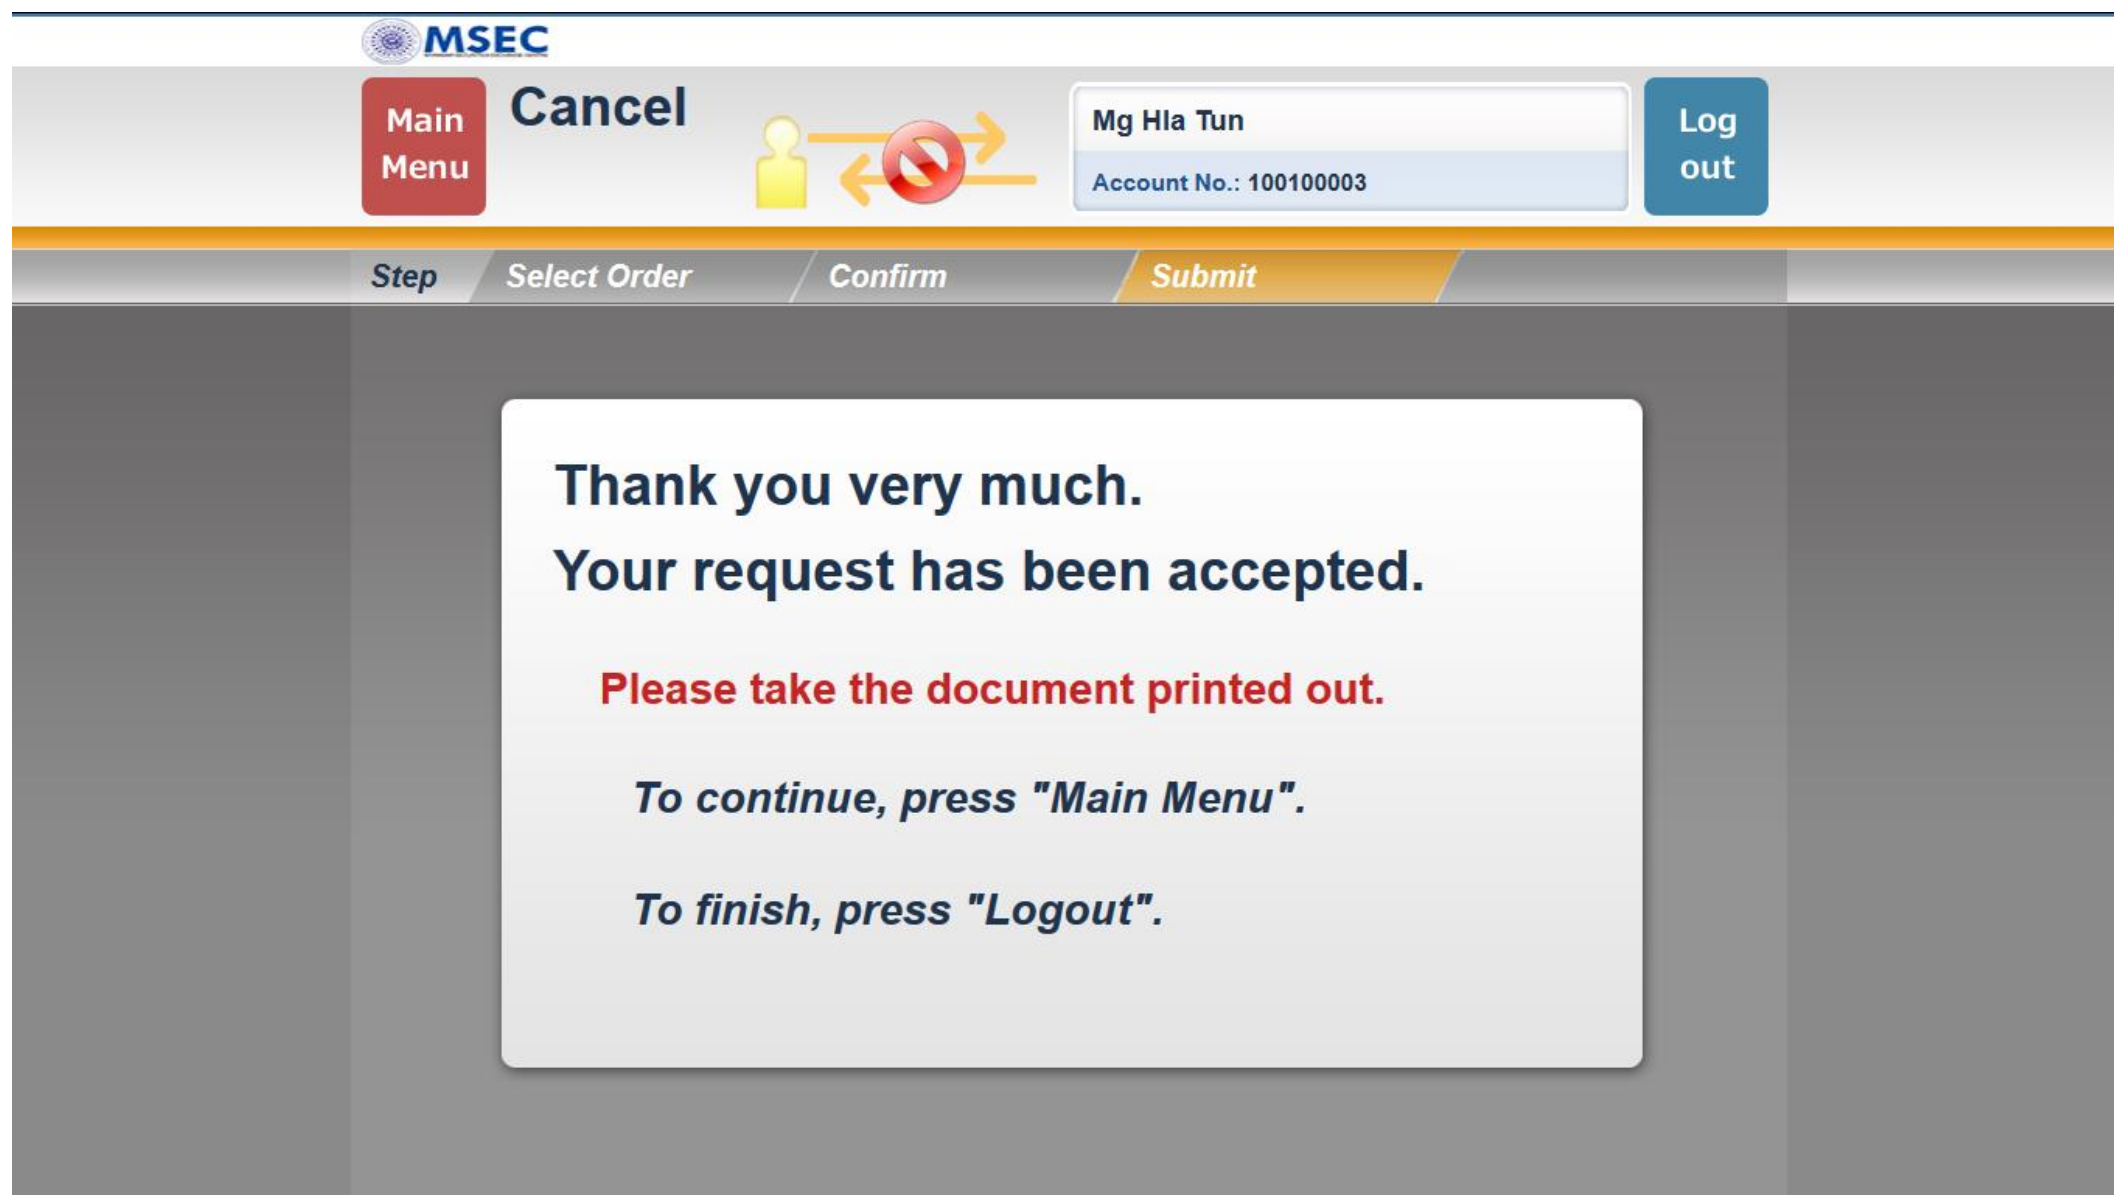 MSEC
Main
Menu
Cancel
Mg Hla Tun
Account No.: 100100003
Log
out
Step
Select Order
Confirm
Submit
Thank you very much.
Your request has been accepted.
Please take the document printed out.
To continue, press "Main Menu".
To finish, press "Logout".